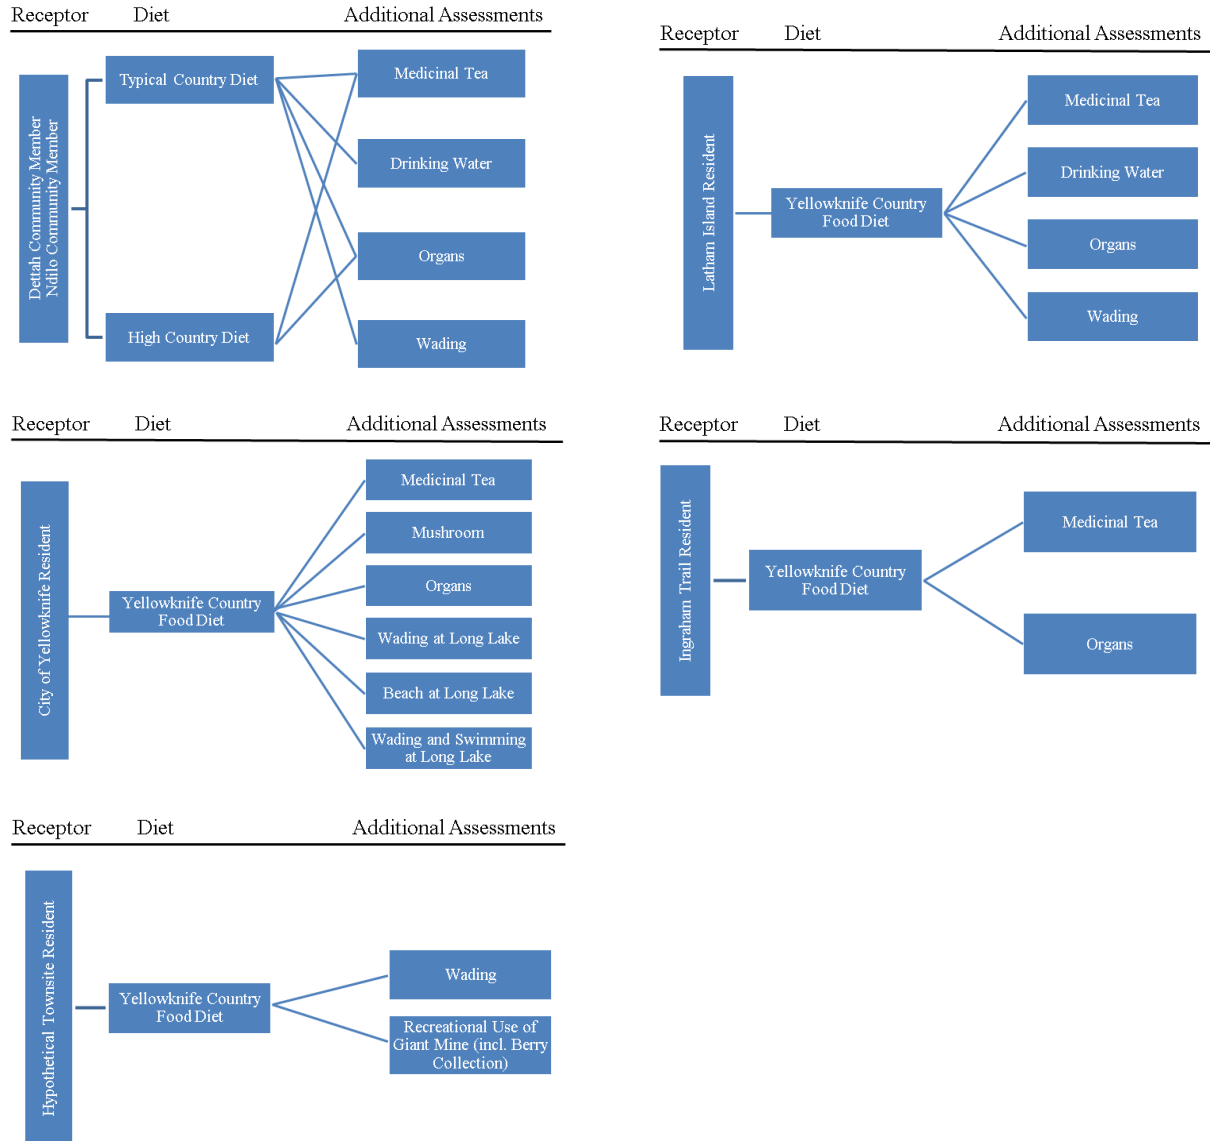 Receptor Diet Additional Assessments
Dettah Community Member
Ndilo Community Member
Typical Country Diet
High Country Diet
Medicinal Tea
Drinking Water
Organs
Wading
Receptor Diet Additional Assessments
Latham Island Resident
Yellowknife Country
Food Diet
Medicinal Tea
Drinking Water
Organs
Wading
Receptor Diet Additional Assessments
City of Yellowknife Resident
Yellowknife Country
Food Diet
Medicinal Tea
Mushroom
Organs
Wading at Long Lake
Beach at Long Lake
Wading and Swimming
at Long Lake
Receptor Diet Additional Assessments
Ingraham Trail Resident
Yellowknife Country
Food Diet
Medicinal Tea
Organs
Receptor Diet Additional Assessments
Hypothetical Townsite Resident
Yellowknife Country
Food Diet
Wading
Recreational Use of
Giant Mine (incl. Berry
Collection)